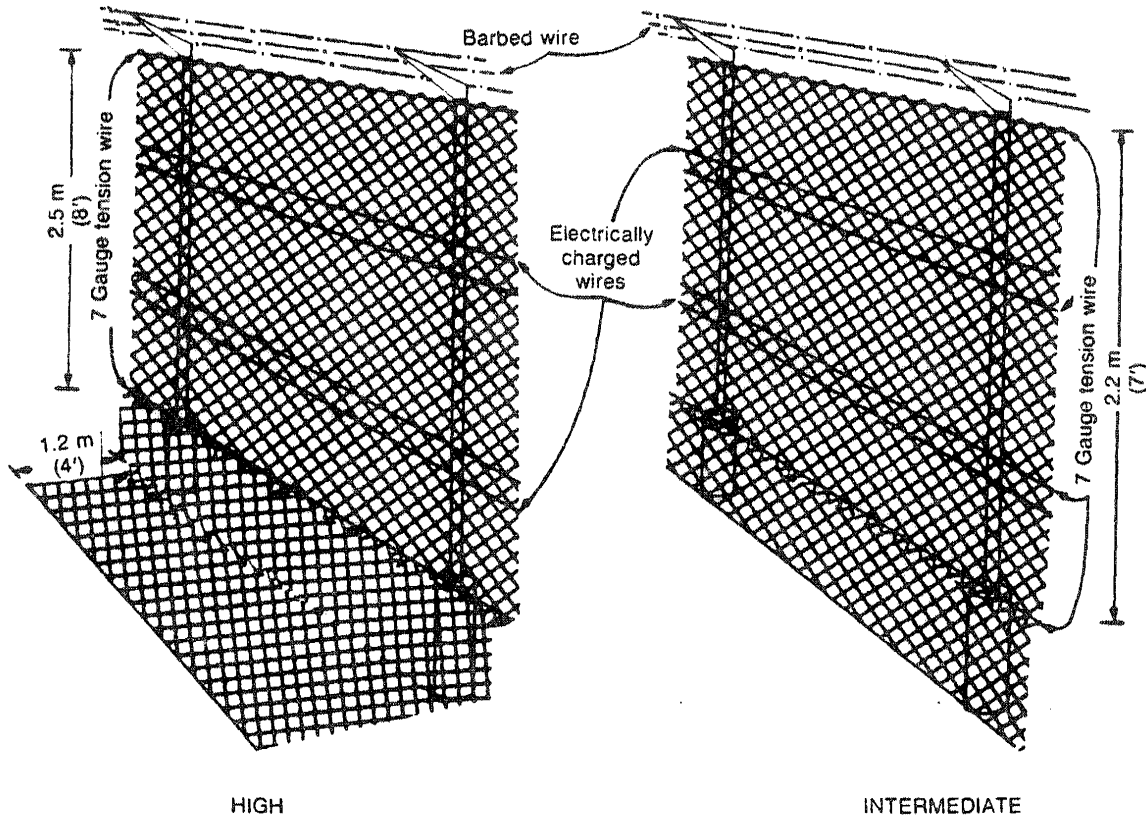 Barbed wire
7 Gauge tension wire
2.5 m
(8')
1.2 m
(4')
Electrically
charged
wires
7 Gauge tension wire
2.2 m
(7')
HIGH
INTERMEDIATE